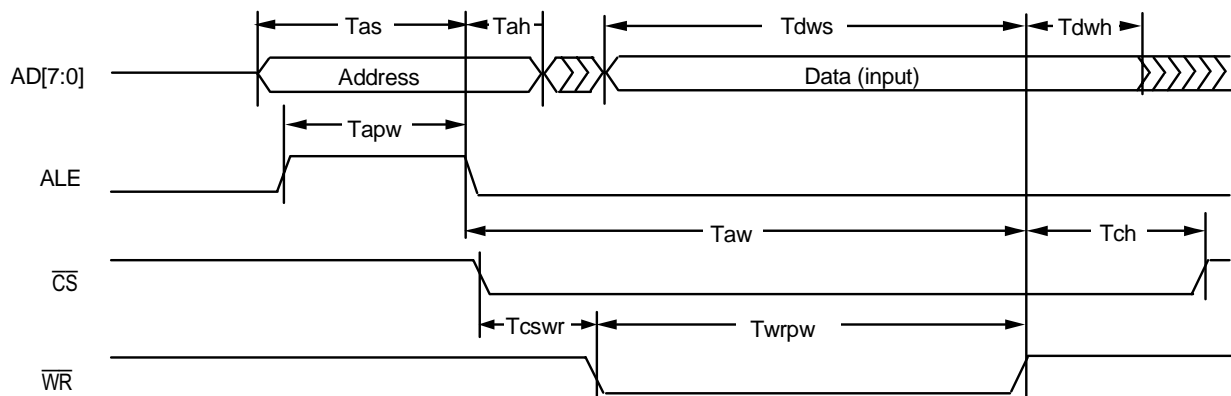 Tas Tah Tdws Tdwh
AD[7:0] Address Data (input)
Tapw
ALE
Taw Tch
CS
Tcswr Twrpw
WR